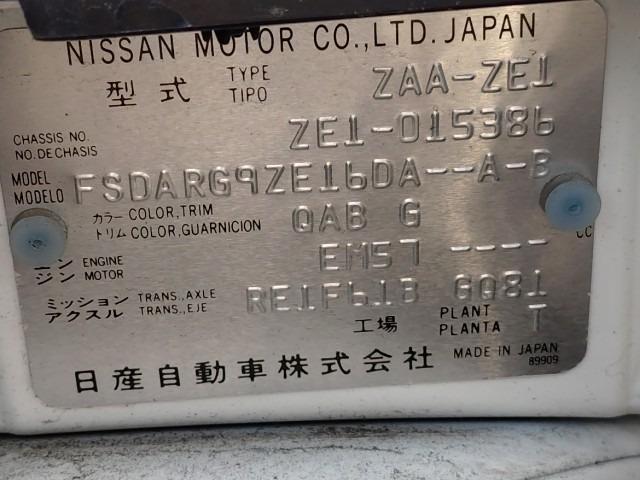 NISSAN MOTOR CO.,LTD. JAPAN
型式 TYPE TIPO ZAA-ZE1
CHASSIS NO. NO. DE CHASIS ZE1-015386
MODEL MODELO FSDARG9ZE16DA--A-B
カラー COLOR,TRIM
トリム COLOR,GUARNICION QAB G
CC
ENGINE EM57 ----
ジン MOTOR
ミッション TRANS.,AXLE RE1F61B GQ81
アクスル TRANS.,EJE
工場 PLANT PLANTA T
日産自動車株式会社 MADE IN JAPAN
89909